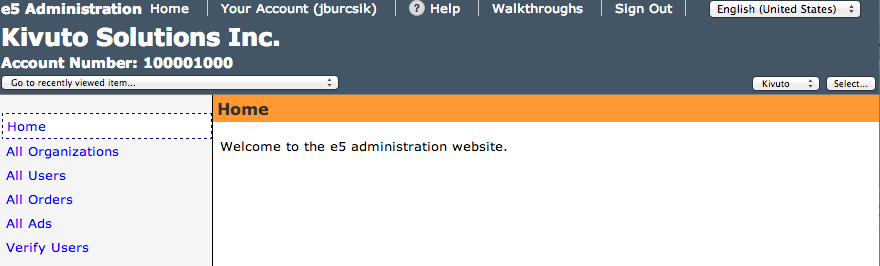 e5 Administration Home Your Account (jburcsik) ? Help Walkthroughs Sign Out English (United States)
Kivuto Solutions Inc.
Account Number: 100001000
Go to recently viewed item... Kivuto Select...
Home
Home
Welcome to the e5 administration website.
All Organizations
All Users
All Orders
All Ads
Verify Users